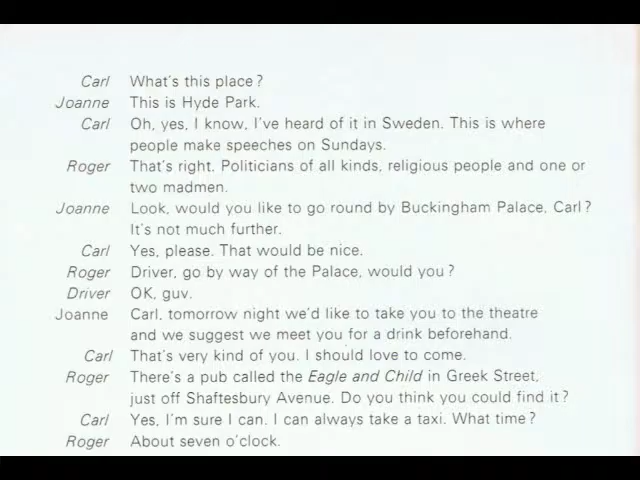 Carl What's this place?
Joanne This is Hyde Park.
Carl Oh, yes, I know, I've heard of it in Sweden. This is where
people make speeches on Sundays.
Roger That's right. Politicians of all kinds, religious people and one or
two madmen.
Joanne Look, would you like to go round by Buckingham Palace, Carl?
It's not much further.
Carl Yes, please. That would be nice.
Roger Driver, go by way of the Palace, would you?
Driver OK, guv.
Joanne Carl, tomorrow night we'd like to take you to the theatre
and we suggest we meet you for a drink beforehand.
Carl That's very kind of you. I should love to come.
Roger There's a pub called the Eagle and Child in Greek Street,
just off Shaftesbury Avenue. Do you think you could find it?
Carl Yes, I'm sure I can. I can always take a taxi. What time?
Roger About seven o'clock.